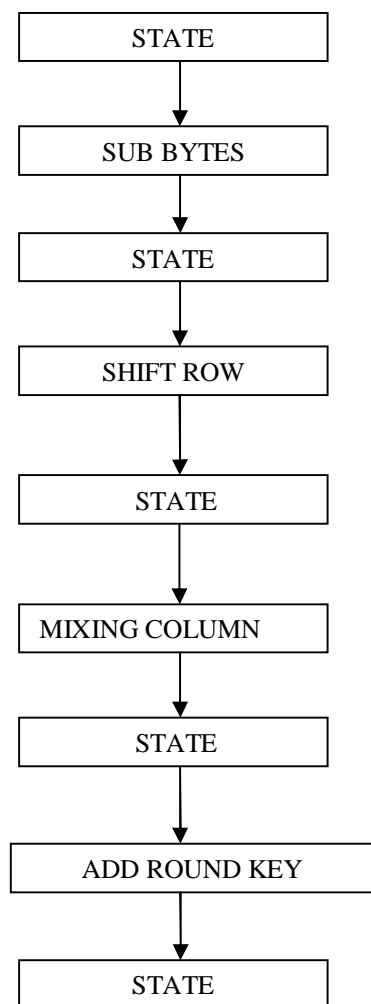 STATE
SUB BYTES
STATE
SHIFT ROW
STATE
MIXING COLUMN
STATE
ADD ROUND KEY
STATE